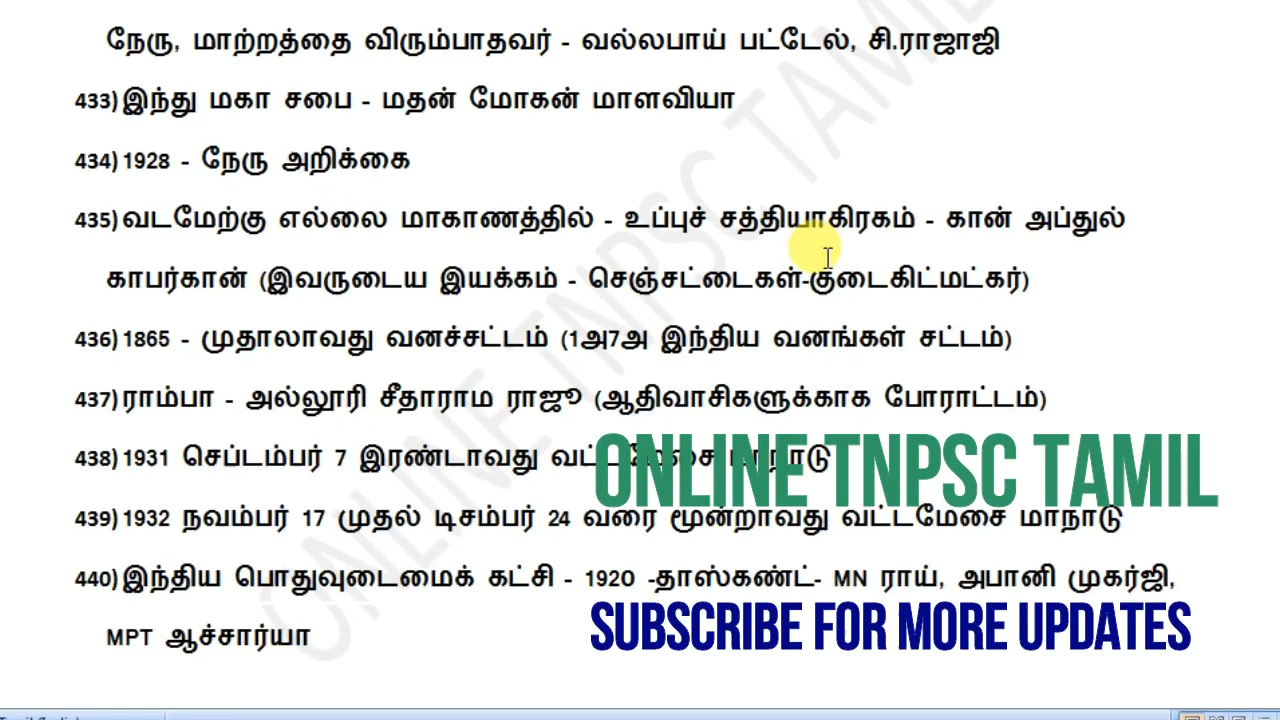 நேரு, மாற்றத்தை விரும்பாதவர் - வல்லபாய் பட்டேல், சி.ராஜாஜி
433) இந்து மகா சபை - மதன் மோகன் மாளவியா
434) 1928 - நேரு அறிக்கை
435) வடமேற்கு எல்லை மாகாணத்தில் - உப்புச் சத்தியாகிரகம் - கான் அப்துல்
காபர்கான் (இவருடைய இயக்கம் - செஞ்சட்டைகள்-குடைகிட்மட்கர்)
436) 1865 - முதாலாவது வனச்சட்டம் (1அ7அ இந்திய வனங்கள் சட்டம்)
437) ராம்பா - அல்லூரி சீதாராம ராஜூ (ஆதிவாசிகளுக்காக போராட்டம்)
438) 1931 செப்டம்பர் 7 இரண்டாவது வட்டமேசை மாநாடு
ONLINE TNPSC TAMIL
439) 1932 நவம்பர் 17 முதல் டிசம்பர் 24 வரை மூன்றாவது வட்டமேசை மாநாடு
440) இந்திய பொதுவுடைமைக் கட்சி - 1920 -தாஸ்கண்ட்- MN ராய், அபானி முகர்ஜி,
MPT ஆச்சார்யா
SUBSCRIBE FOR MORE UPDATES
ONLINE TNPSC TAMIL